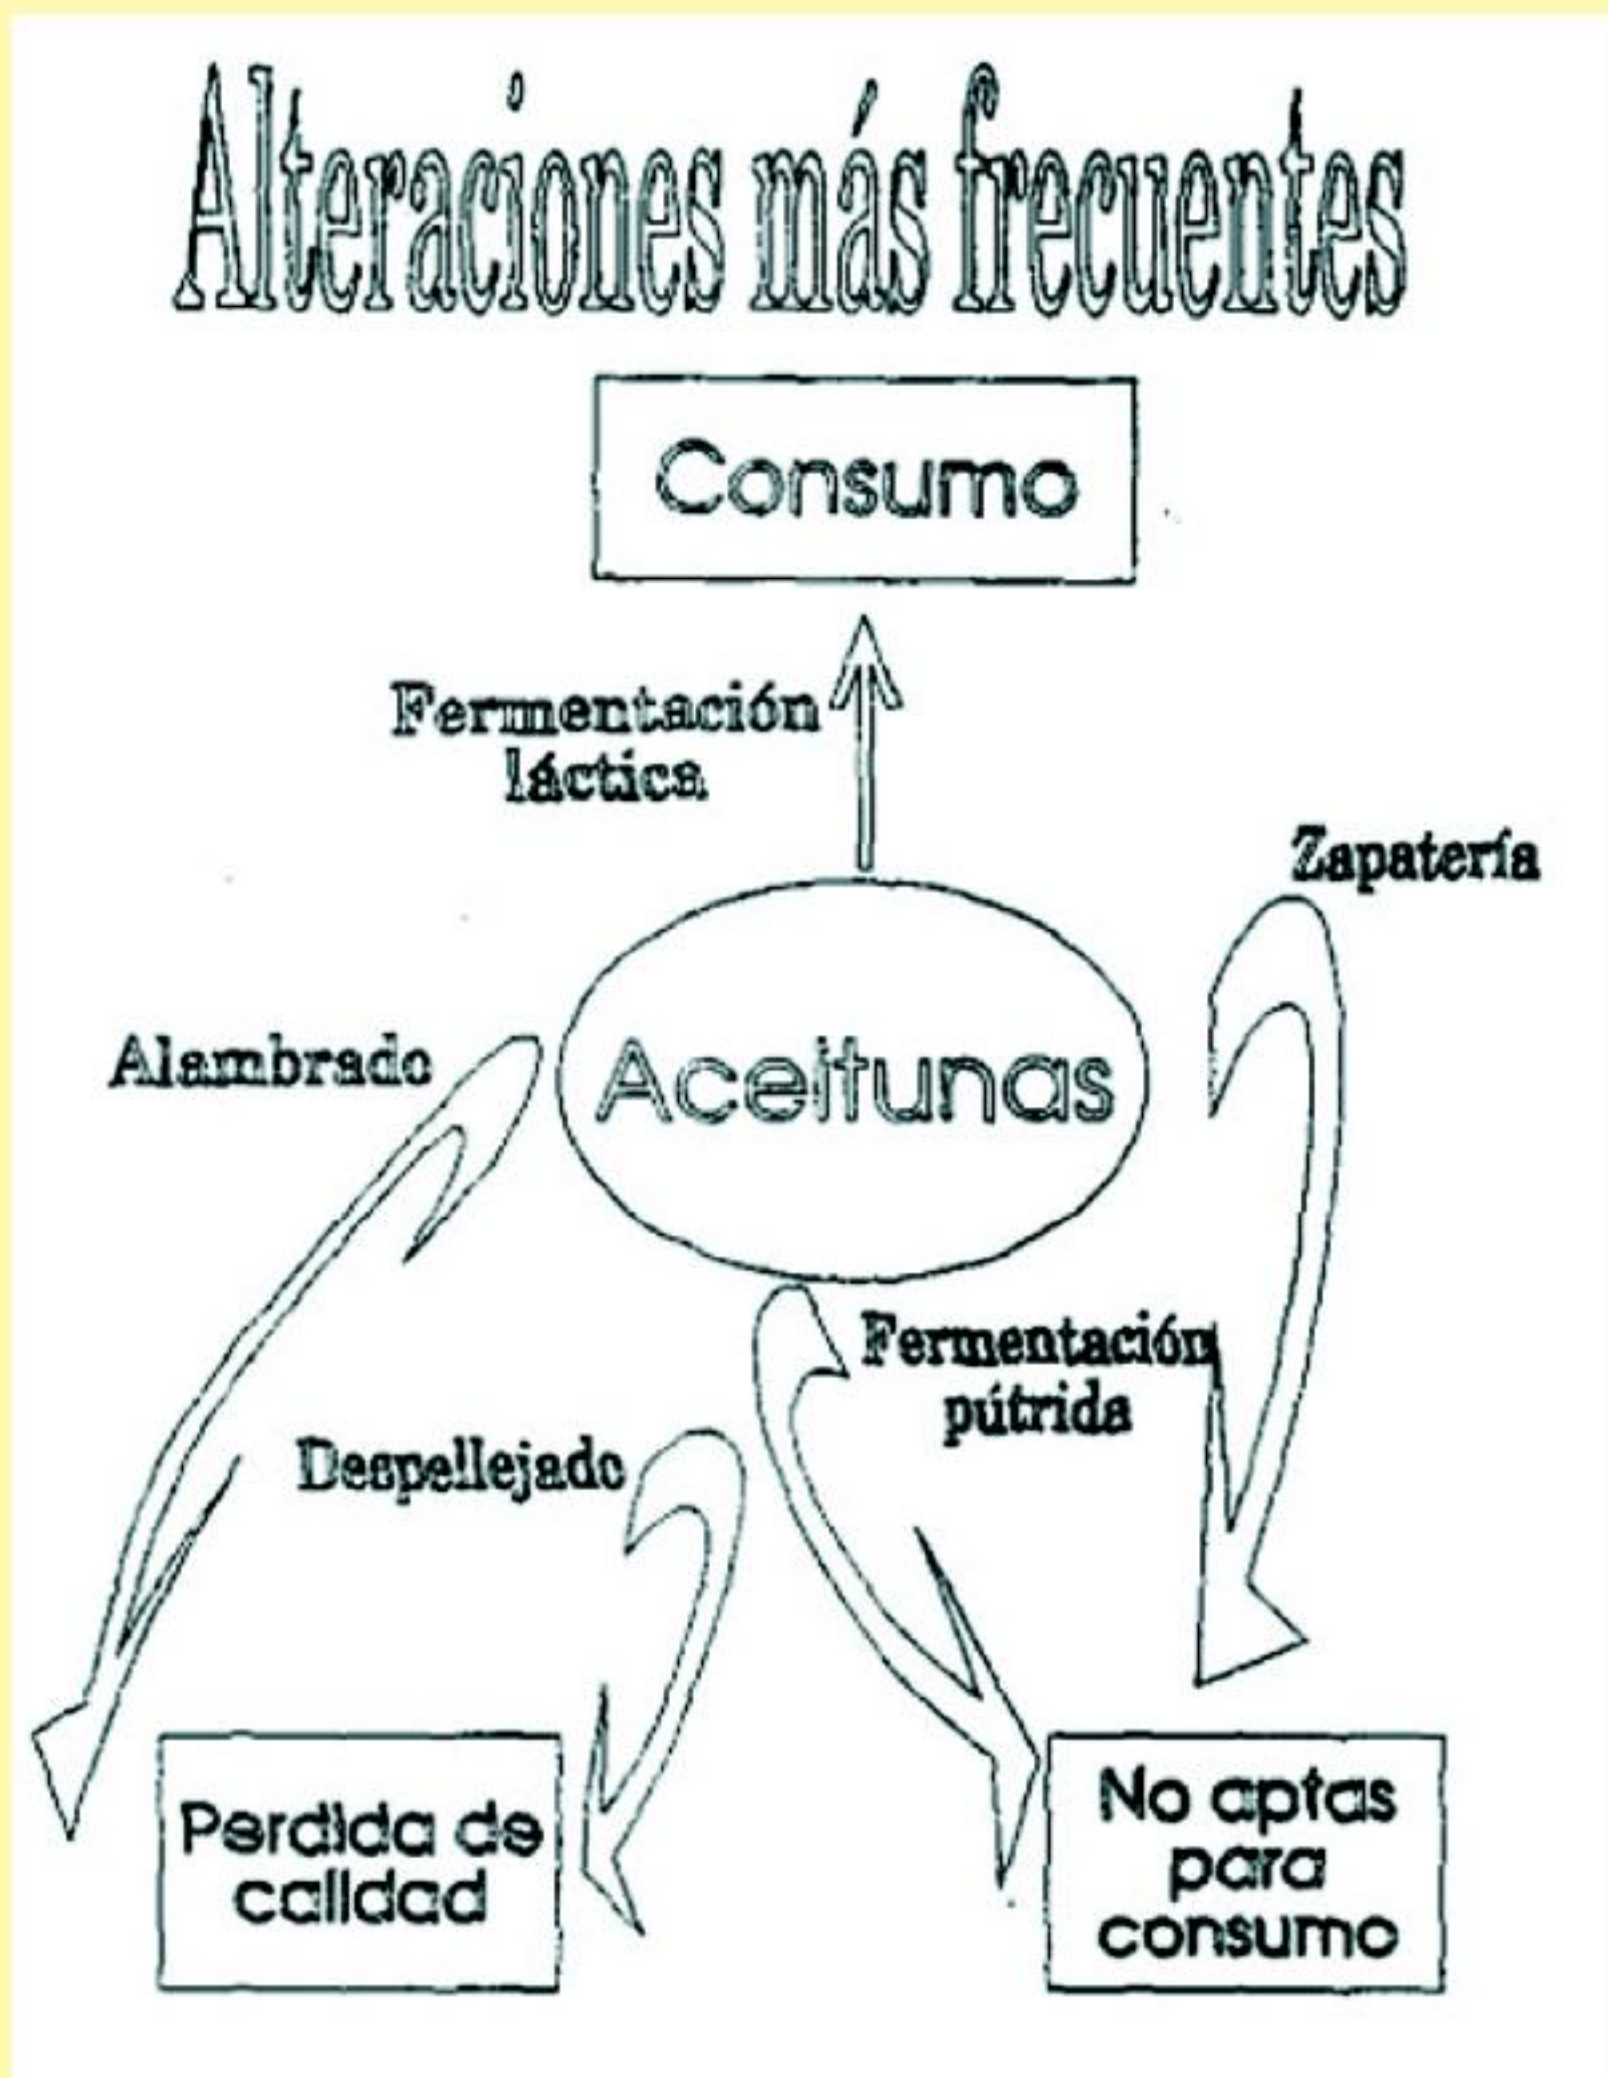 Alteraciones más frecuentes
Consumo
Fermentación
láctica
Zapatería
Alambrado
Aceitunas
Fermentación
pútrida
Despellejado
Perdida de
calidad
No aptas
para
consumo